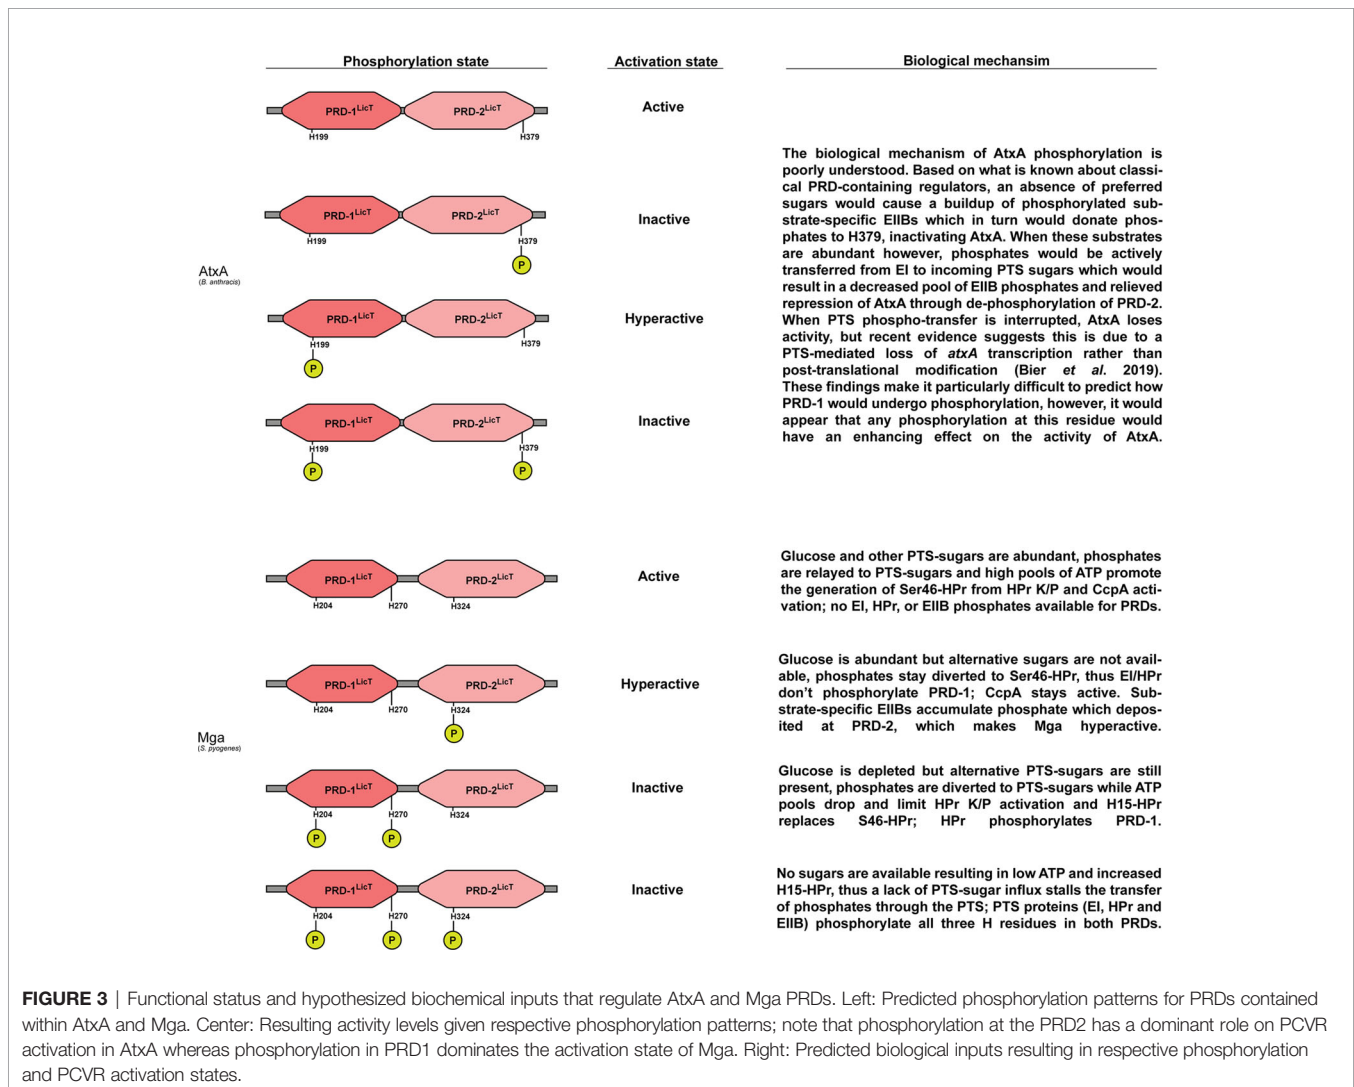 Phosphorylation state
Activation state
Biological mechansim
PRD-1LicT
PRD-2LicT
H199
H379
Active
PRD-1LicT
PRD-2LicT
H199
H379
P
Inactive
AtxA
(B. anthracis)
PRD-1LicT
PRD-2LicT
H199
H379
P
Hyperactive
PRD-1LicT
PRD-2LicT
H199
H379
P
P
Inactive
The biological mechanism of AtxA phosphorylation is
poorly understood. Based on what is known about classi-
cal PRD-containing regulators, an absence of preferred
sugars would cause a buildup of phosphorylated sub-
strate-specific EIIBs which in turn would donate phos-
phates to H379, inactivating AtxA. When these substrates
are abundant however, phosphates would be actively
transferred from EI to incoming PTS sugars which would
result in a decreased pool of EIIB phosphates and relieved
repression of AtxA through de-phosphorylation of PRD-2.
When PTS phospho-transfer is interrupted, AtxA loses
activity, but recent evidence suggests this is due to a
PTS-mediated loss of atxA transcription rather than
post-translational modification (Bier et al. 2019).
These findings make it particularly difficult to predict how
PRD-1 would undergo phosphorylation, however, it would
appear that any phosphorylation at this residue would
have an enhancing effect on the activity of AtxA.
PRD-1LicT
PRD-2LicT
H204
H270
H324
Active
Glucose and other PTS-sugars are abundant, phosphates
are relayed to PTS-sugars and high pools of ATP promote
the generation of Ser46-HPr from HPr K/P and CcpA acti-
vation; no EI, HPr, or EIIB phosphates available for PRDs.
PRD-1LicT
PRD-2LicT
H204
H270
H324
P
Hyperactive
Glucose is abundant but alternative sugars are not avail-
able, phosphates stay diverted to Ser46-HPr, thus EI/HPr
don't phosphorylate PRD-1; CcpA stays active. Sub-
strate-specific EIIBs accumulate phosphate which depos-
ited at PRD-2, which makes Mga hyperactive.
Mga
(S. pyogenes)
PRD-1LicT
PRD-2LicT
H204
H270
H324
P
P
Inactive
Glucose is depleted but alternative PTS-sugars are still
present, phosphates are diverted to PTS-sugars while ATP
pools drop and limit HPr K/P activation and H15-HPr
replaces S46-HPr; HPr phosphorylates PRD-1.
PRD-1LicT
PRD-2LicT
H204
H270
H324
P
P
P
Inactive
No sugars are available resulting in low ATP and increased
H15-HPr, thus a lack of PTS-sugar influx stalls the transfer
of phosphates through the PTS; PTS proteins (EI, HPr and
EIIB) phosphorylate all three H residues in both PRDs.
FIGURE 3 | Functional status and hypothesized biochemical inputs that regulate AtxA and Mga PRDs. Left: Predicted phosphorylation patterns for PRDs contained
within AtxA and Mga. Center: Resulting activity levels given respective phosphorylation patterns; note that phosphorylation at the PRD2 has a dominant role on PCVR
activation in AtxA whereas phosphorylation in PRD1 dominates the activation state of Mga. Right: Predicted biological inputs resulting in respective phosphorylation
and PCVR activation states.